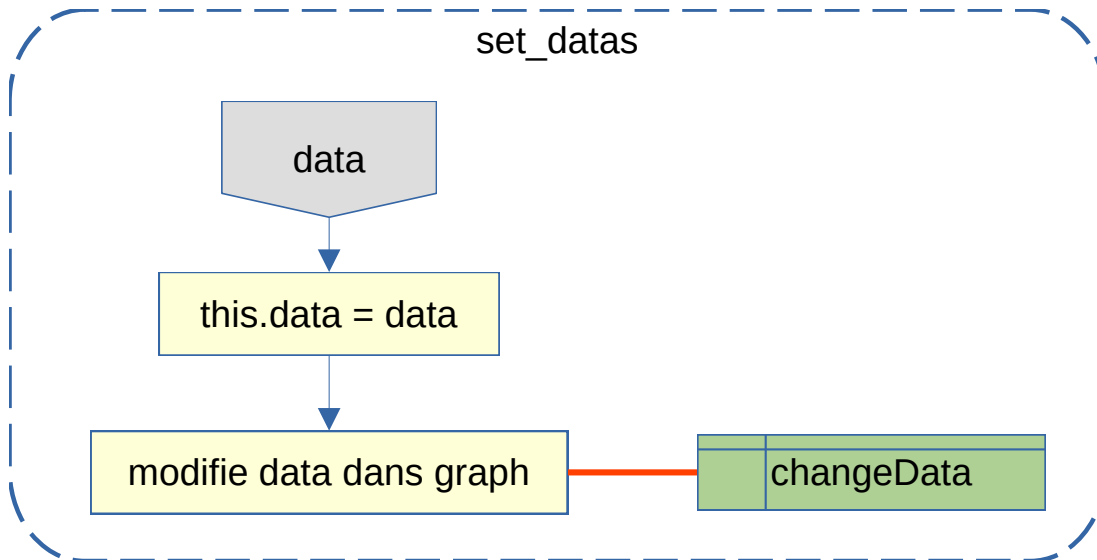 set_datas
data
this.data = data
modifie data dans graph
changeData